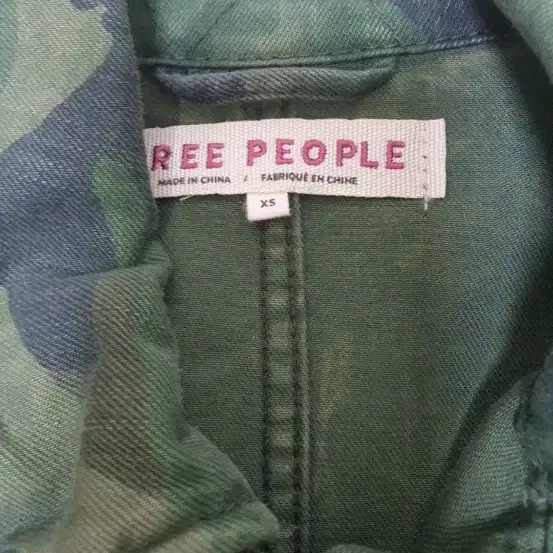 REE PEOPLE
MADE IN CHINA / FABRIQUÉ EN CHINE
XS